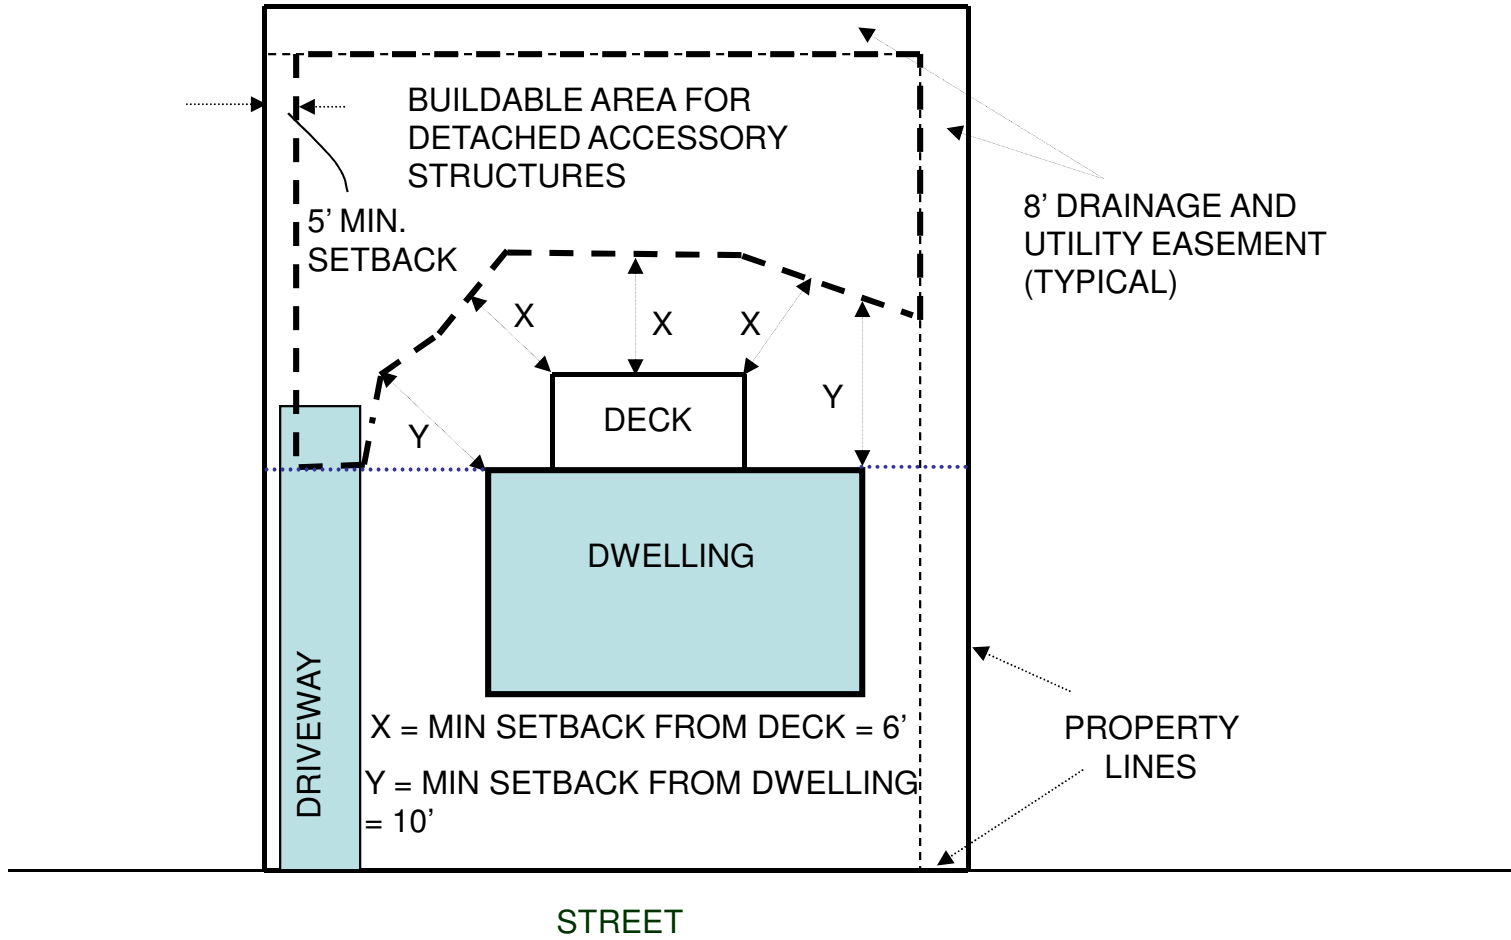 BUILDABLE AREA FOR
DETACHED ACCESSORY
STRUCTURES
5’ MIN.
SETBACK
8’ DRAINAGE AND
UTILITY EASEMENT
(TYPICAL)
X
X
X
Y
Y
DECK
DWELLING
DRIVEWAY
X = MIN SETBACK FROM DECK = 6’
Y = MIN SETBACK FROM DWELLING
= 10’
PROPERTY
LINES
STREET